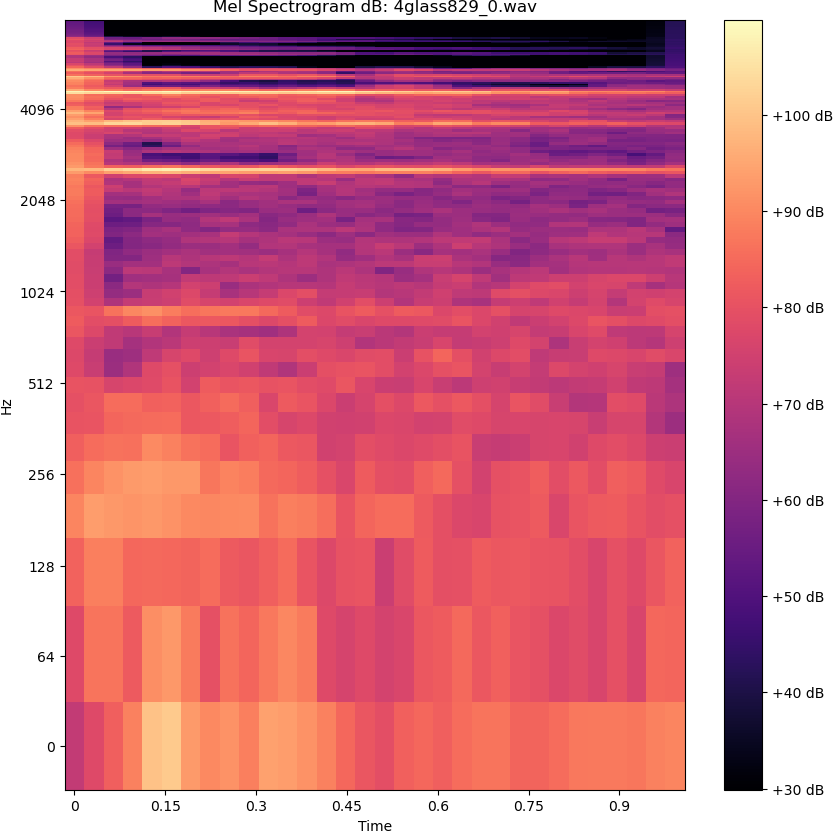 Mel Spectrogram dB: 4glass829_0.wav
4096
2048
1024
512
256
128
64
0
Hz
0 0.15 0.3 0.45 0.6 0.75 0.9
Time
+100 dB
+90 dB
+80 dB
+70 dB
+60 dB
+50 dB
+40 dB
+30 dB